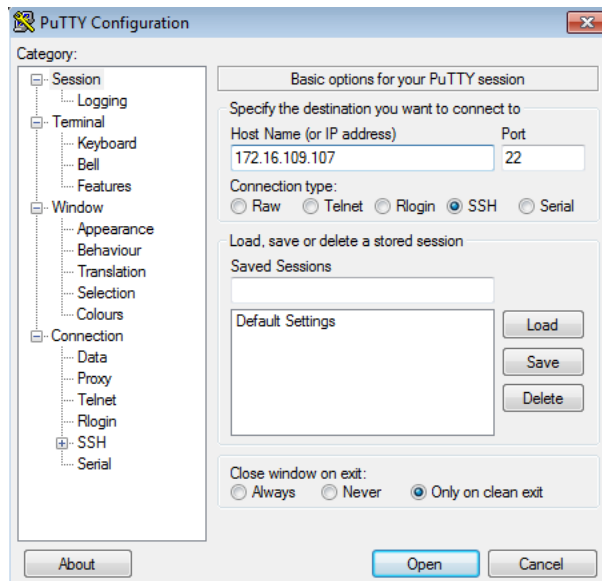 PuTTY Configuration
Category:
Session
Logging
Terminal
Keyboard
Bell
Features
Window
Appearance
Behaviour
Translation
Selection
Colours
Connection
Data
Proxy
Telnet
Rlogin
SSH
Serial
Basic options for your PuTTY session
Specify the destination you want to connect to
Host Name (or IP address) Port
172.16.109.107 22
Connection type:
Raw Telnet Rlogin SSH Serial
Load, save or delete a stored session
Saved Sessions
Default Settings
Load
Save
Delete
Close window on exit:
Always Never Only on clean exit
About Open Cancel